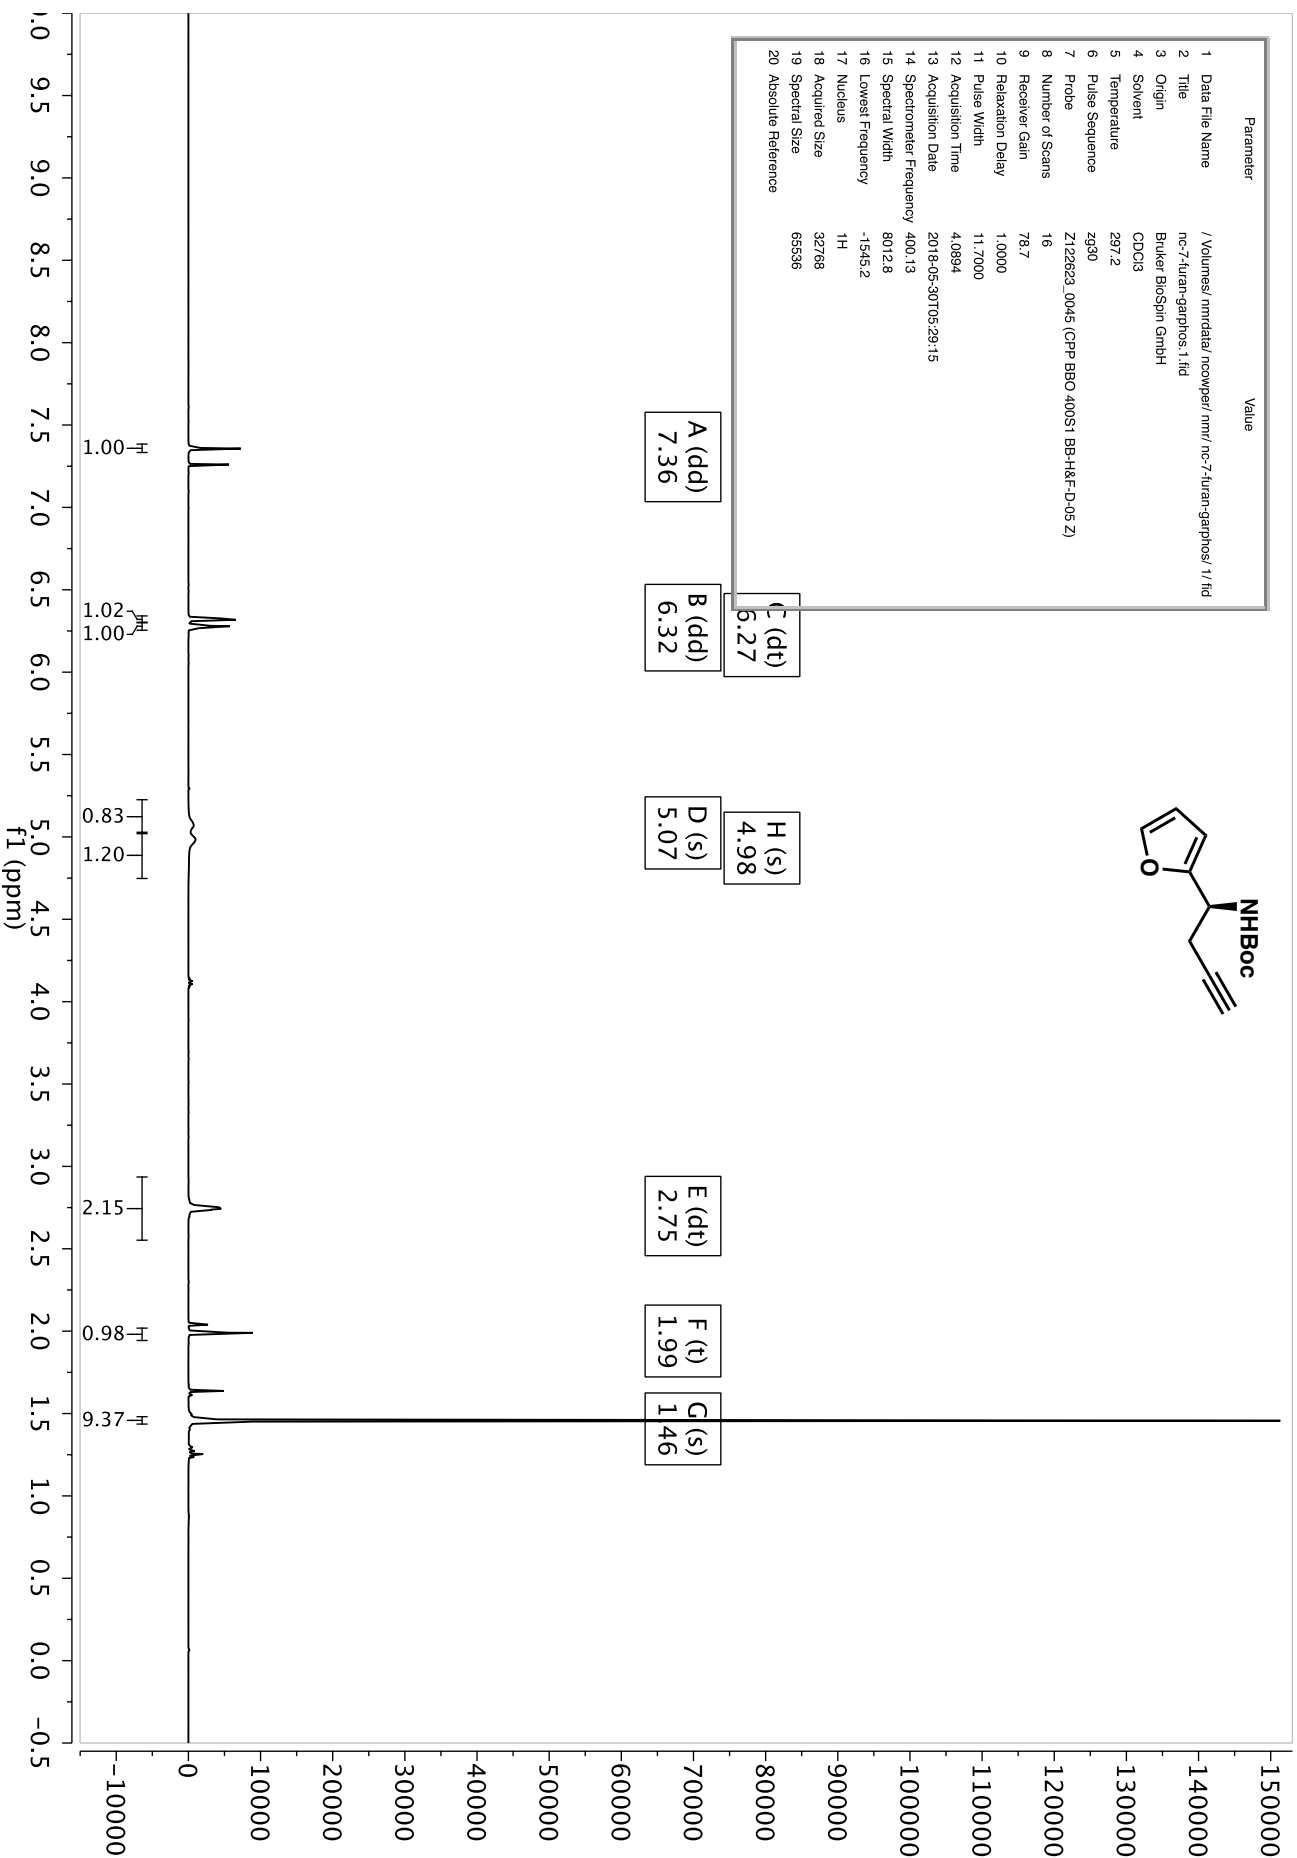 Parameter Value
1 Data File Name / Volumes/ nmrdata/ ncowper/ nmr/ nc-7-furan-garphos/ 1/ fid
2 Title nc-7-furan-garphos.1.fid
3 Origin Bruker BioSpin GmbH
4 Solvent CDCl3
5 Temperature 297.2
6 Pulse Sequence zg30
7 Probe Z122623_0045 (CPP BBO 400S1 BB-H&F-D-05 Z)
8 Number of Scans 16
9 Receiver Gain 78.7
10 Relaxation Delay 1.0000
11 Pulse Width 11.7000
12 Acquisition Time 4.0894
13 Acquisition Date 2018-05-30T05:29:15
14 Spectrometer Frequency 400.13
15 Spectral Width 8012.8
16 Lowest Frequency -1545.2
17 Nucleus 1H
18 Acquired Size 32768
19 Spectral Size 65536
20 Absolute Reference
NHBoc
O
C (dt)
6.27
H (s)
4.98
A (dd)
7.36
B (dd)
6.32
D (s)
5.07
E (dt)
2.75
F (t)
1.99
G (s)
1.46
1.00
1.02
1.00
0.83
1.20
2.15
0.98
9.37
9.5 9.0 8.5 8.0 7.5 7.0 6.5 6.0 5.5 5.0 4.5 4.0 3.5 3.0 2.5 2.0 1.5 1.0 0.5 0.0 −0.5
f1 (ppm)
150000
140000
130000
120000
110000
100000
90000
80000
70000
60000
50000
40000
30000
20000
10000
0
−10000